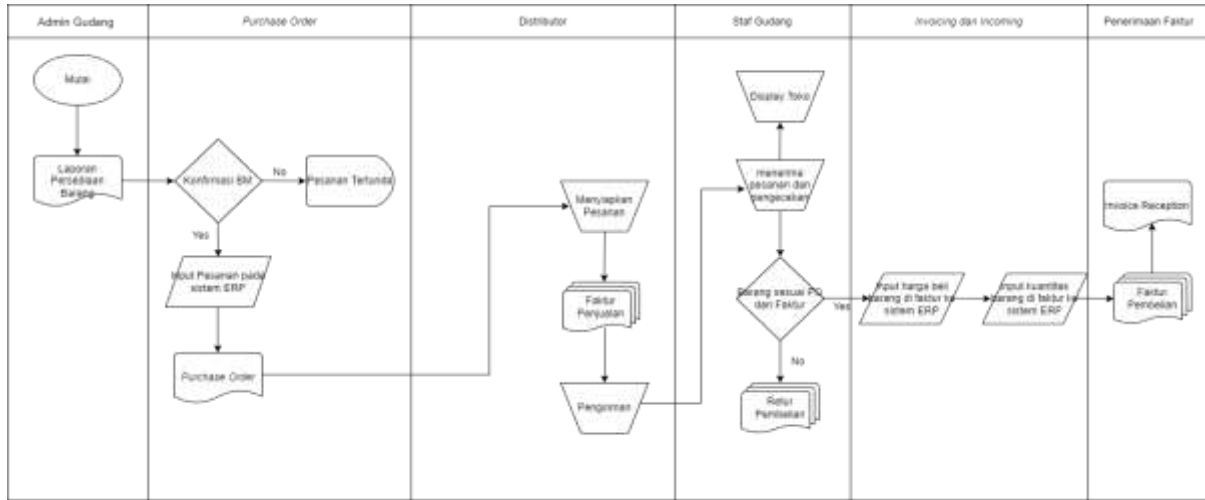 Admin Gudang
Purchase Order
Distributor
Staf Gudang
Invoicing dan Incoming
Penerimaan Faktur
Mulai
Laporan
Persediaan
Barang
Konfirmasi BM
No
Pesanan Tertunda
Yes
Input Pesanan pada
sistem ERP
Purchase Order
Menyiapkan
Pesanan
Faktur
Penjualan
Pengiriman
Display Toko
menerima
pesanan dan
pengecekan
Barang sesuai PO
dan Faktur
Yes
No
Retur
Pembelian
Input harga beli
barang di faktur ke
sistem ERP
Input kuantitas
barang di faktur ke
sistem ERP
Invoice Reception
Faktur
Pembelian